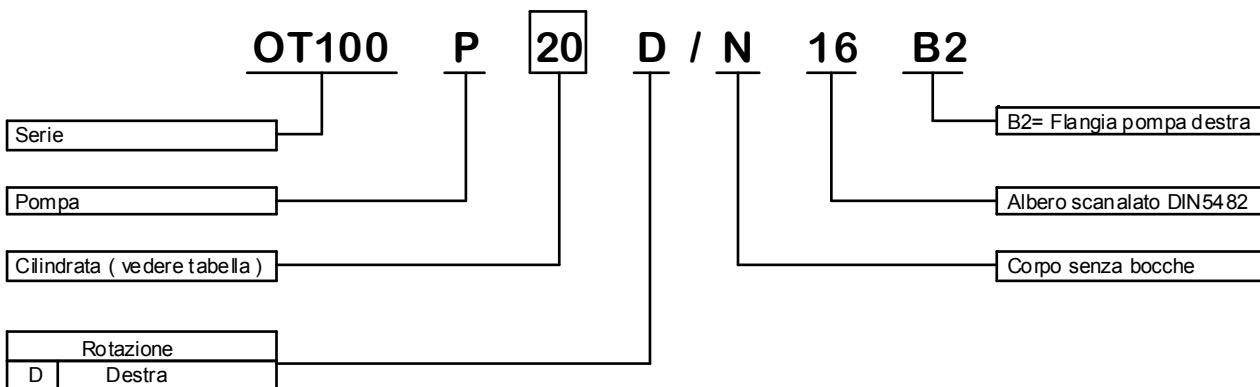 OT100 P 20 D / N 16 B2
Serie
B2= Flangia pompa destra
Pompa
Albero scanalato DIN5482
Cilindrata ( vedere tabella )
Corpo senza bocche
Rotazione
D Destra